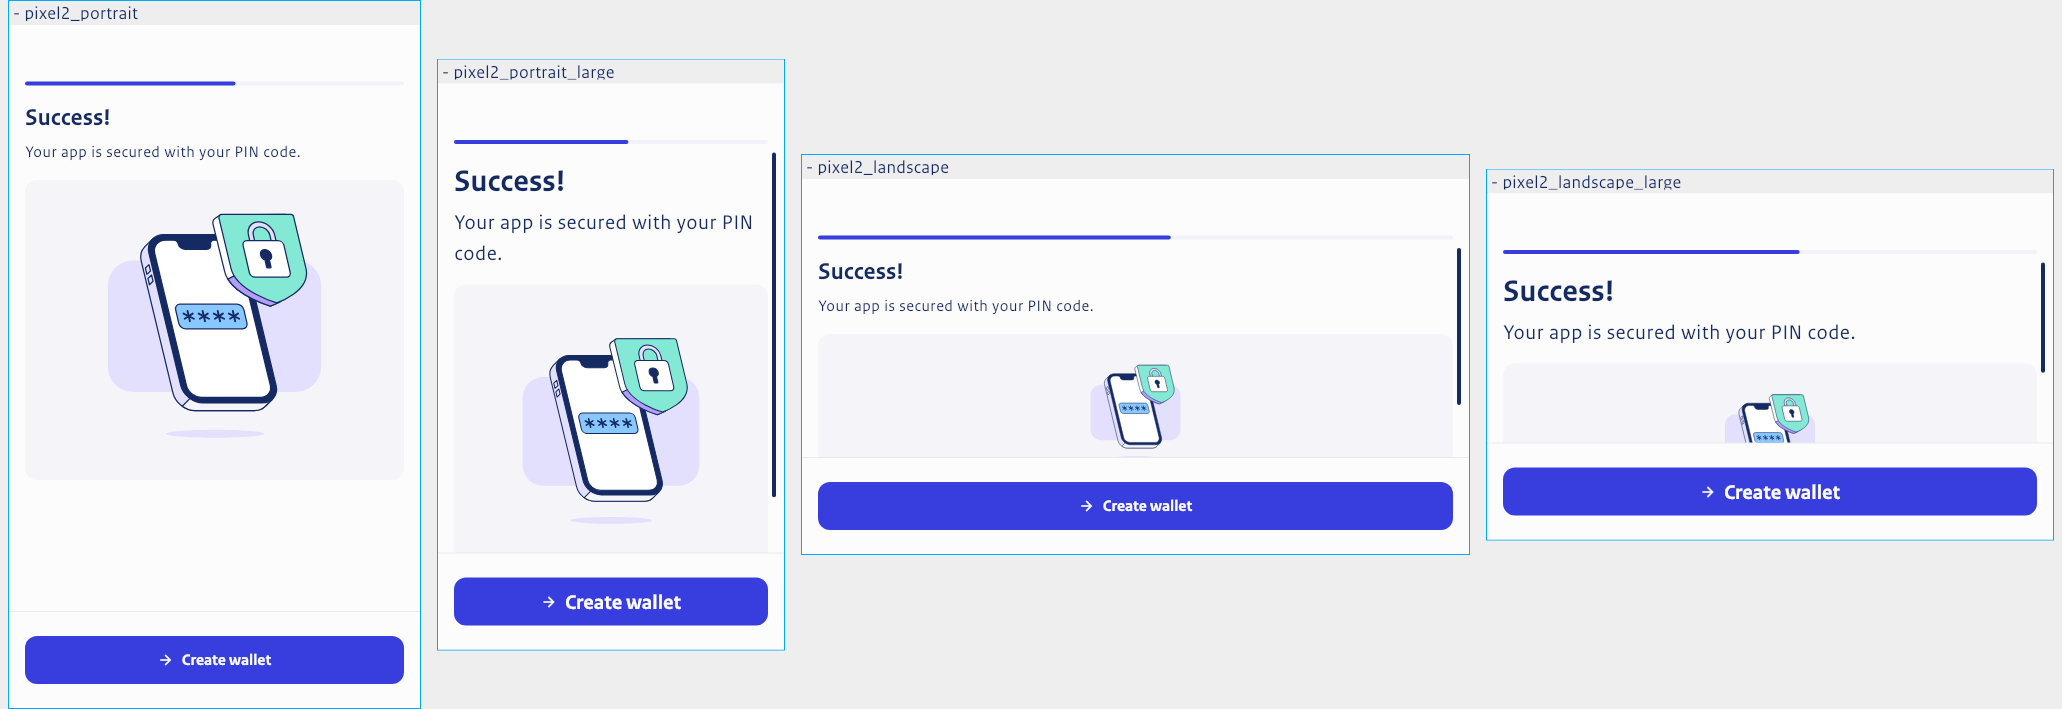 - pixel2_portrait
Success!
Your app is secured with your PIN code.
****
→ Create wallet
- pixel2_portrait_large
Success!
Your app is secured with your PIN
code.
****
→ Create wallet
- pixel2_landscape
Success!
Your app is secured with your PIN code.
****
→ Create wallet
- pixel2_landscape_large
Success!
Your app is secured with your PIN code.
****
→ Create wallet